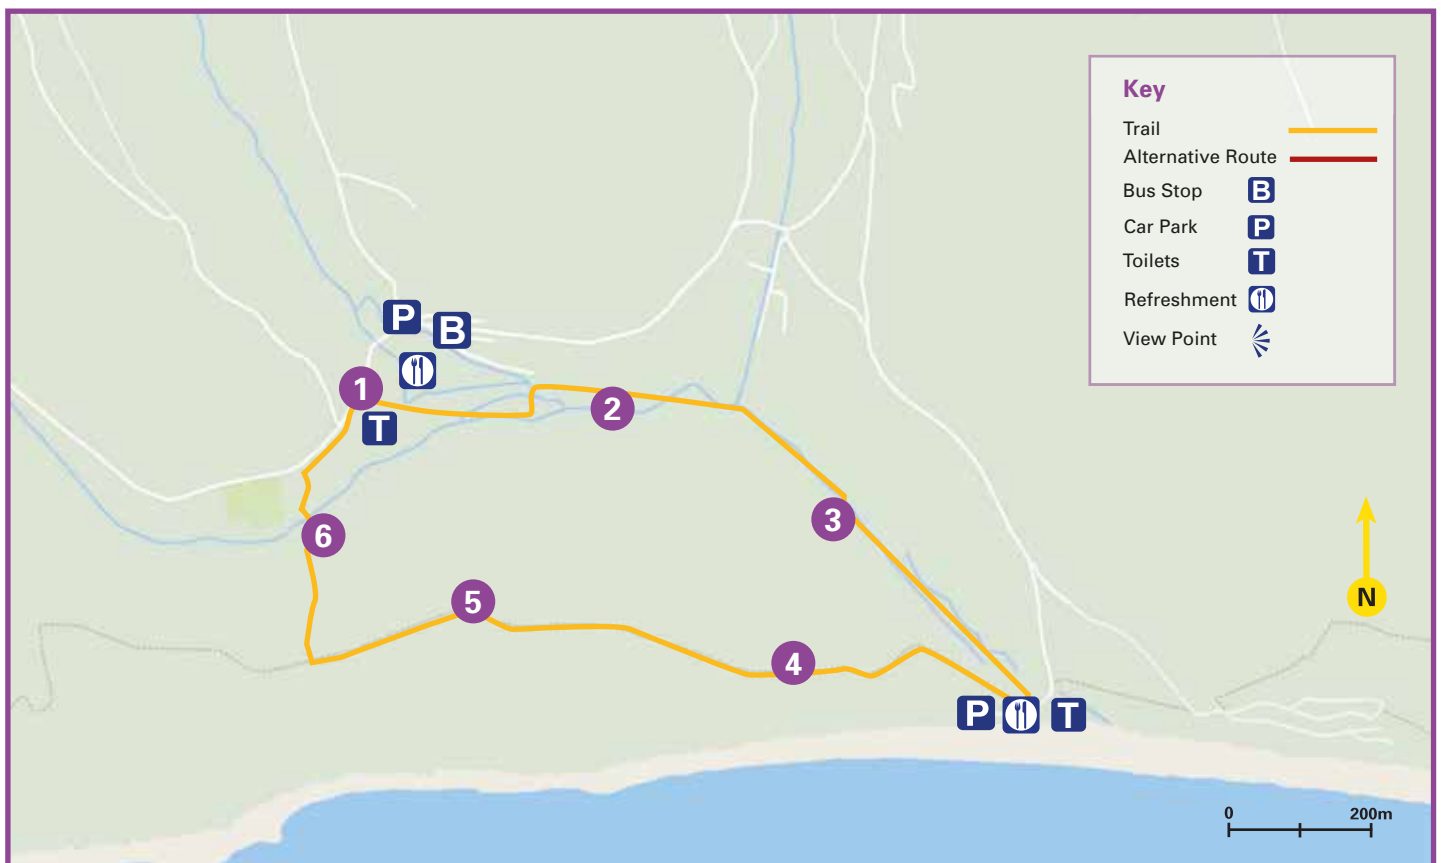 Key
Trail
Alternative Route
Bus Stop B
Car Park P
Toilets T
Refreshment
View Point
P
B
1
T
2
3
6
5
4
N
P T
0 200m